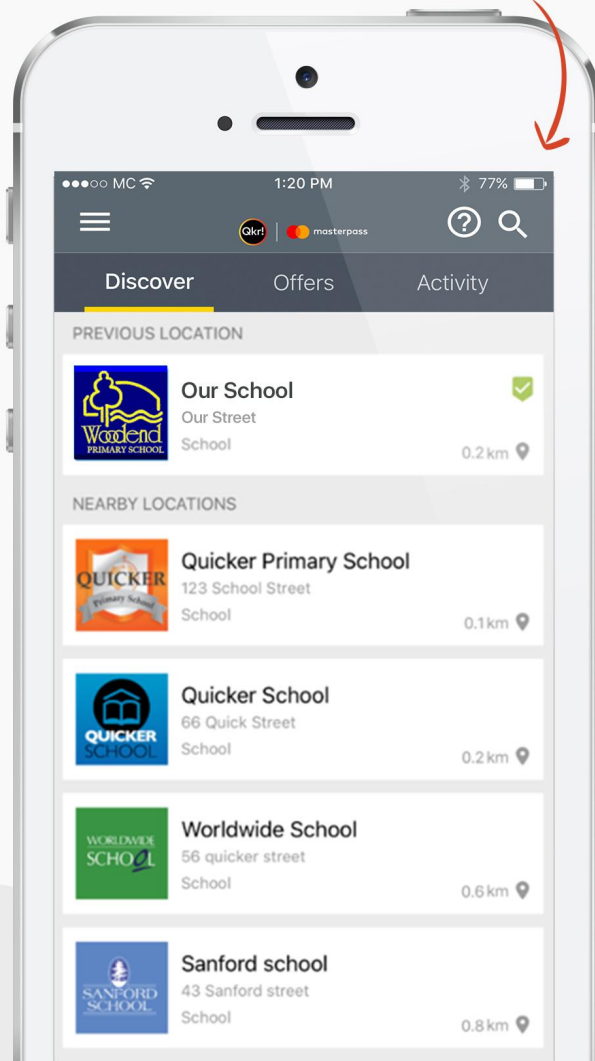 MC 1:20 PM 77%
Qkr! masterpass
Discover Offers Activity
PREVIOUS LOCATION
Woodend
PRIMARY SCHOOL
Our School
Our Street
School
0.2 km
NEARBY LOCATIONS
QUICKER
Primary School
Quicker Primary School
123 School Street
School
0.1 km
QUICKER
SCHOOL
Quicker School
66 Quick Street
School
0.2 km
WORLDWIDE
SCHOOL
Worldwide School
56 quicker street
School
0.6 km
SANFORD
SCHOOL
Sanford school
43 Sanford street
School
0.8 km